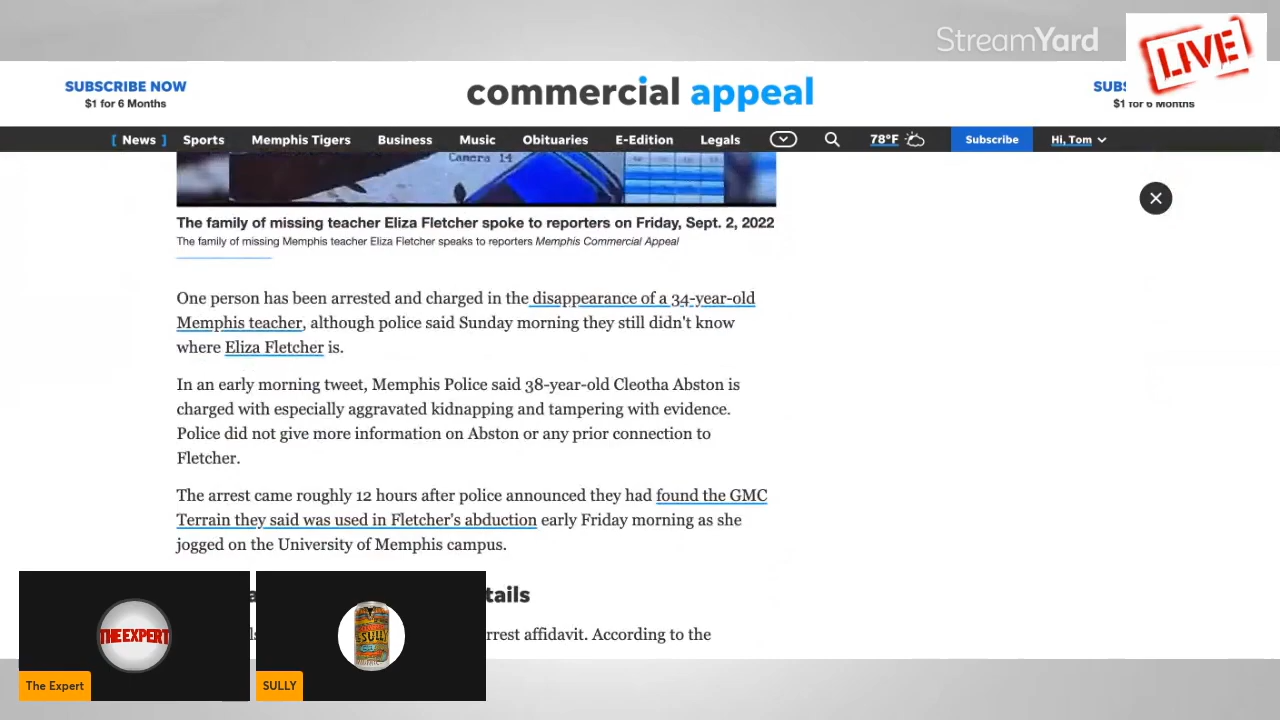 StreamYard
LIVE
SUBSCRIBE NOW
$1 for 6 Months
commercial appeal
SUBS
$1 for 6 Months
[ News ] Sports Memphis Tigers Business Music Obituaries E-Edition Legals 78°F Subscribe Hi, Tom
Camera 14
The family of missing teacher Eliza Fletcher spoke to reporters on Friday, Sept. 2, 2022
The family of missing Memphis teacher Eliza Fletcher speaks to reporters Memphis Commercial Appeal
One person has been arrested and charged in the disappearance of a 34-year-old
Memphis teacher, although police said Sunday morning they still didn't know
where Eliza Fletcher is.
In an early morning tweet, Memphis Police said 38-year-old Cleotha Abston is
charged with especially aggravated kidnapping and tampering with evidence.
Police did not give more information on Abston or any prior connection to
Fletcher.
The arrest came roughly 12 hours after police announced they had found the GMC
Terrain they said was used in Fletcher's abduction early Friday morning as she
jogged on the University of Memphis campus.
tails
rrest affidavit. According to the
THE EXPERT
SULLY
The Expert
SULLY